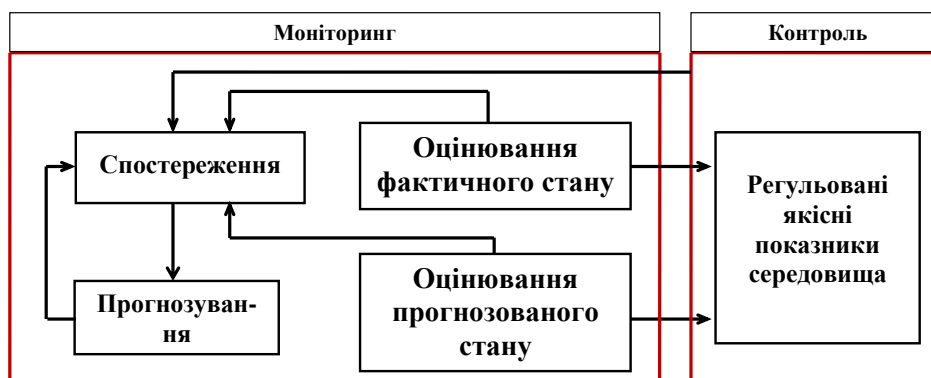 Моніторинг
Контроль
Спостереження
Оцінювання
фактичного стану
Регульовані
якісні
показники
середовища
Прогнозуван-
ня
Оцінювання
прогнозованого
стану